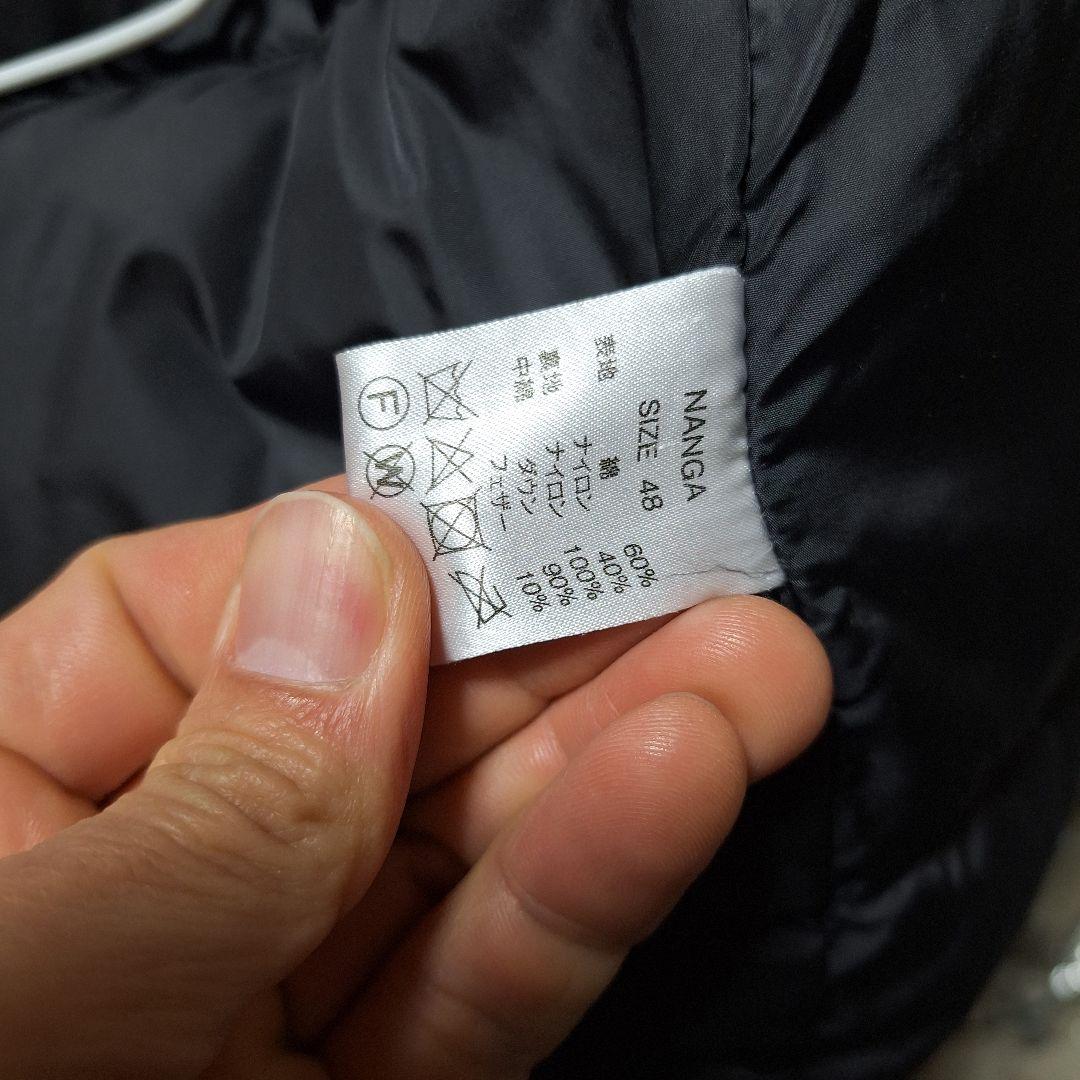 NANGA
SIZE 48
表地 綿 60%
ナイロン 40%
裏地 ナイロン 100%
中綿 ダウン 90%
フェザー 10%
F W